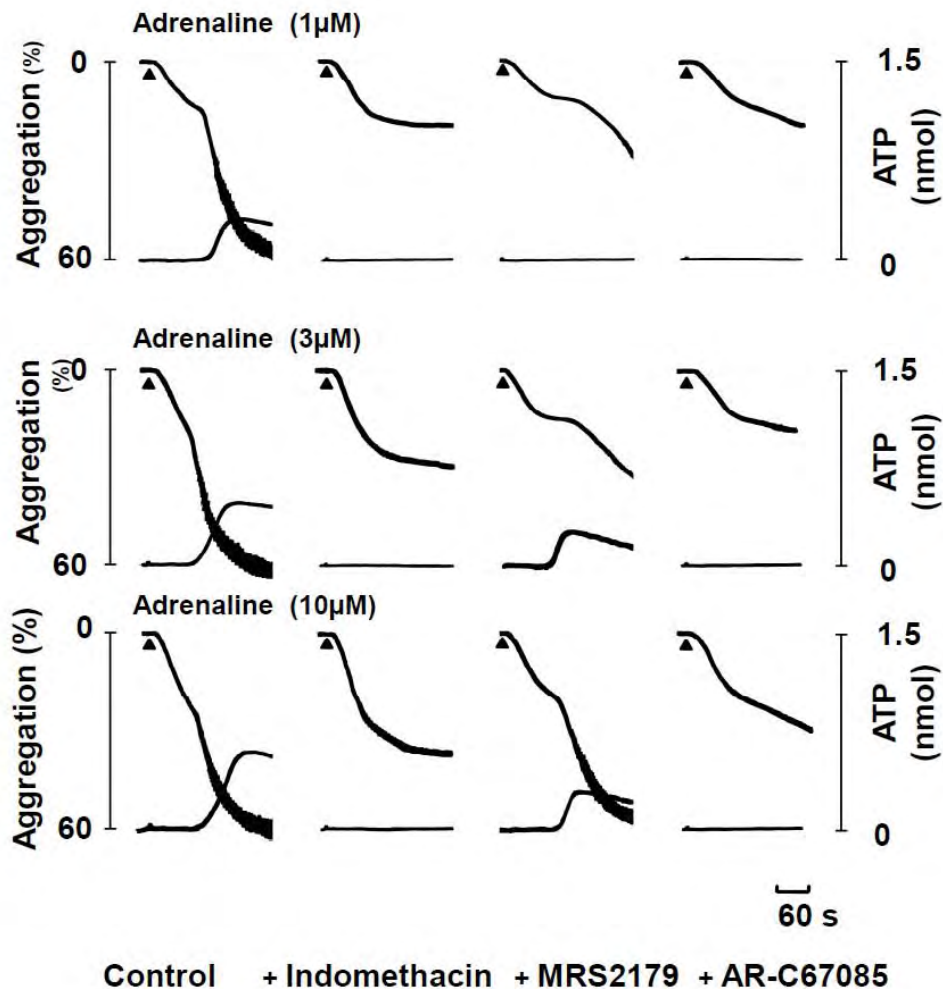 Adrenaline (1µM)
Aggregation (%)
0
60
1.5
0
ATP
(nmol)
Adrenaline (3µM)
Aggregation
(%)
0
60
1.5
0
ATP
(nmol)
Adrenaline (10µM)
Aggregation (%)
0
60
1.5
0
ATP
(nmol)
60 s
Control + Indomethacin + MRS2179 + AR-C67085